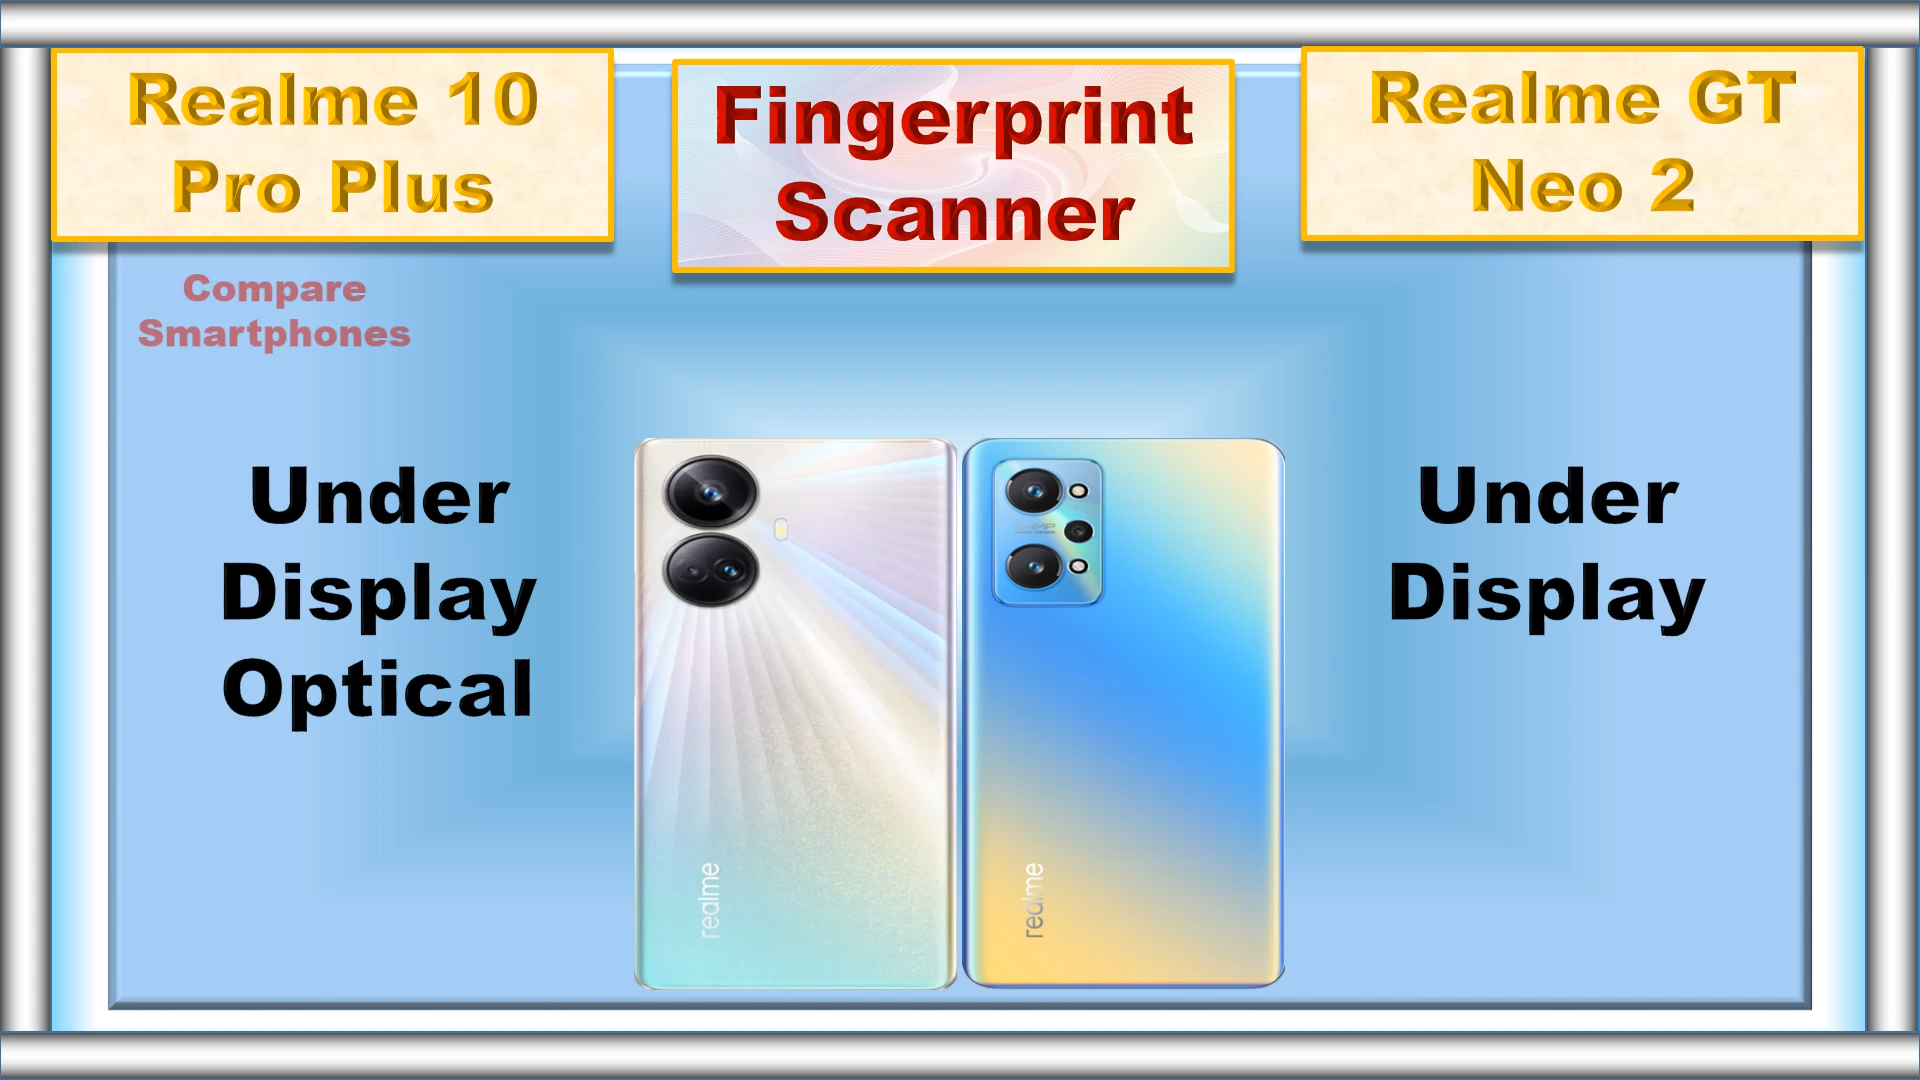 Realme 10
Pro Plus
Fingerprint
Scanner
Realme GT
Neo 2
Compare
Smartphones
Under
Display
Optical
Under
Display
realme
realme